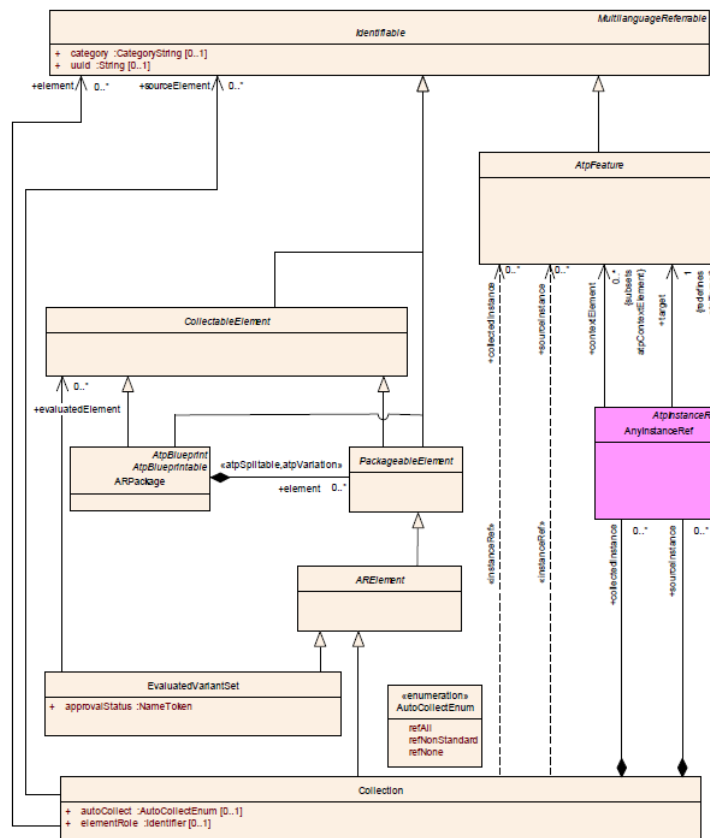 MultilanguageReferrable
Identifiable
+ category :CategoryString [0..1]
+ uuid :String [0..1]
+element 0..*
+sourceElement 0..*
AtpFeature
0..*
0..*
0..*
1
+collectedInstance
+sourceInstance
+contextElement
{subsets
atpContextElement}
+target
{redefines
CollectableElement
0..*
+evaluatedElement
AtpBlueprint
AtpBlueprintable
ARPackage
«atpSplitable,atpVariation»
+element 0..*
PackageableElement
AnyInstanceRef
«instanceRef»
«instanceRef»
+collectedInstance
0..*
+sourceInstance
0..*
ARElement
EvaluatedVariantSet
+ approvalStatus :NameToken
«enumeration»
AutoCollectEnum
refAll
refNonStandard
refNone
Collection
+ autoCollect :AutoCollectEnum [0..1]
+ elementRole :Identifier [0..1]